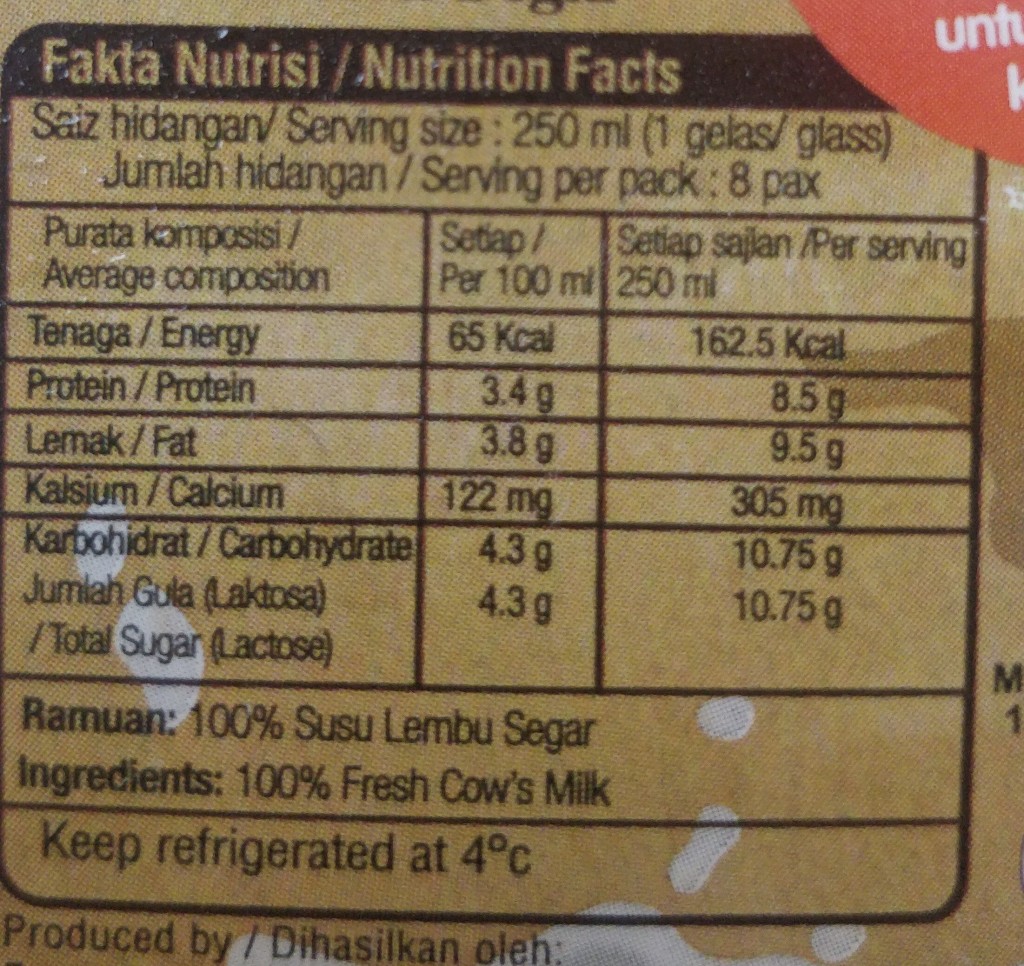 Fakta Nutrisi / Nutrition Facts
Saiz hidangan/ Serving size : 250 ml (1 gelas/ glass)
Jumlah hidangan / Serving per pack : 8 pax
Purata komposisi / Average composition Setiap / Per 100 ml Setiap sajian /Per serving 250 ml
Tenaga / Energy 65 Kcal 162.5 Kcal
Protein / Protein 3.4 g 8.5 g
Lemak / Fat 3.8 g 9.5 g
Kalsium / Calcium 122 mg 305 mg
Karbohidrat / Carbohydrate 4.3 g 10.75 g
Jumlah Gula (Laktosa) 4.3 g 10.75 g
/ Total Sugar (Lactose)
Ramuan: 100% Susu Lembu Segar
Ingredients: 100% Fresh Cow's Milk
Keep refrigerated at 4°c
Produced by / Dihasilkan oleh: